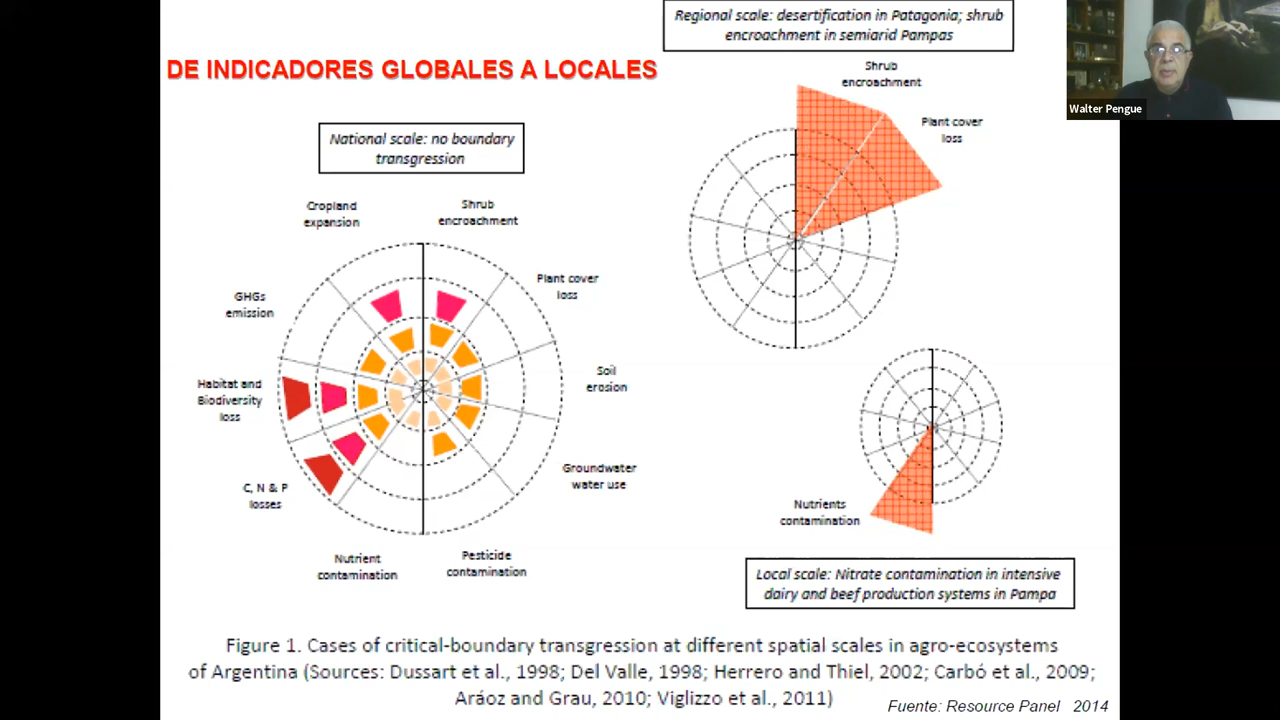 Regional scale: desertification in Patagonia; shrub
encroachment in semiarid Pampas
DE INDICADORES GLOBALES A LOCALES
Walter Pengue
Shrub
encroachment
Plant cover
loss
National scale: no boundary
transgression
Cropland
expansion
Shrub
encroachment
Plant cover
loss
GHGs
emission
Soil
erosion
Habitat and
Biodiversity
loss
Groundwater
water use
C, N & P
losses
Nutrient
contamination
Pesticide
contamination
Nutrients
contamination
Local scale: Nitrate contamination in intensive
dairy and beef production systems in Pampa
Figure 1. Cases of critical-boundary transgression at different spatial scales in agro-ecosystems
of Argentina (Sources: Dussart et al., 1998; Del Valle, 1998; Herrero and Thiel, 2002; Carbó et al., 2009;
Aráoz and Grau, 2010; Viglizzo et al., 2011)
Fuente: Resource Panel 2014